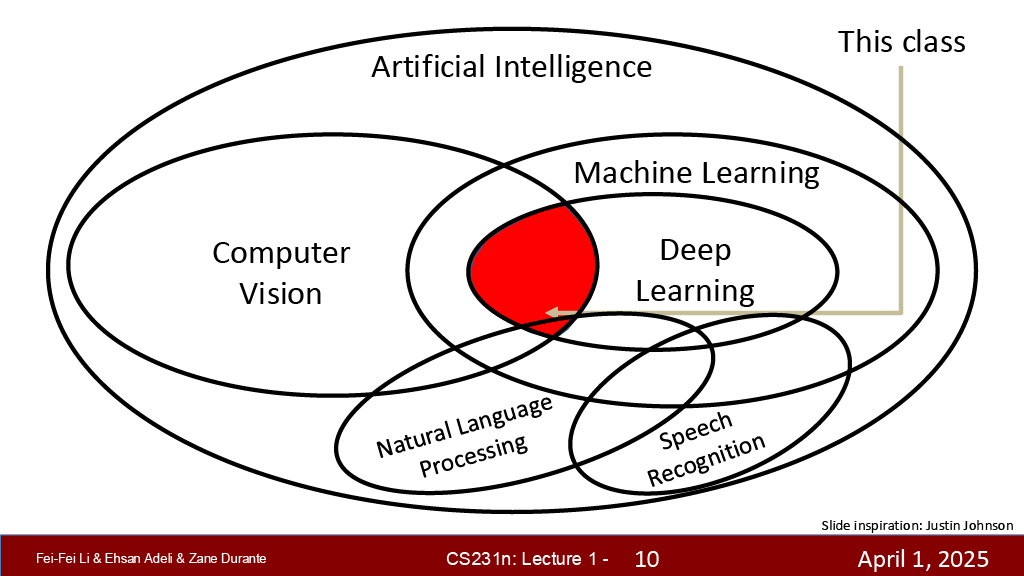 This class
Artificial Intelligence
Machine Learning
Computer
Vision
Deep
Learning
Natural Language
Processing
Speech
Recognition
Slide inspiration: Justin Johnson
Fei-Fei Li & Ehsan Adeli & Zane Durante
CS231n: Lecture 1 - 10
April 1, 2025